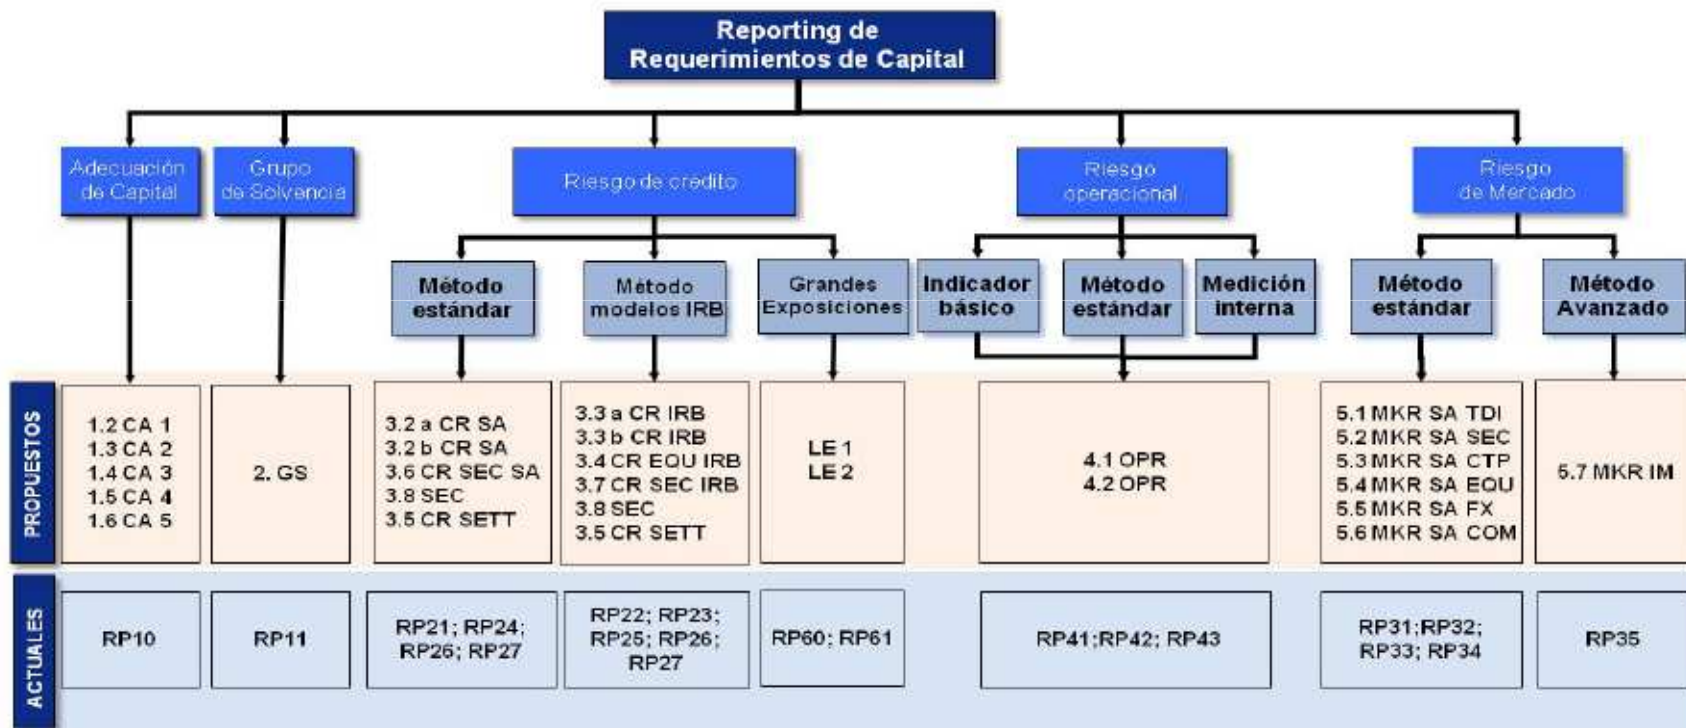 Reporting de
Requerimientos de Capital
Adecuación
de Capital
Grupo
de Solvencia
Riesgo de crédito
Riesgo
operacional
Riesgo
de Mercado
Método
estándar
Método
modelos IRB
Grandes
Exposiciones
Indicador
básico
Método
estándar
Medición
interna
Método
estándar
Método
Avanzado
PROPUESTOS
1.2 CA 1
1.3 CA 2
1.4 CA 3
1.5 CA 4
1.6 CA 5
2. GS
3.2 a CR SA
3.2 b CR SA
3.6 CR SEC SA
3.8 SEC
3.5 CR SETT
3.3 a CR IRB
3.3 b CR IRB
3.4 CR EQU IRB
3.7 CR SEC IRB
3.8 SEC
3.5 CR SETT
LE 1
LE 2
4.1 OPR
4.2 OPR
5.1 MKR SA TDI
5.2 MKR SA SEC
5.3 MKR SA CTP
5.4 MKR SA EQU
5.5 MKR SA FX
5.6 MKR SA COM
5.7 MKR IM
ACTUALES
RP10
RP11
RP21; RP24;
RP26; RP27
RP22; RP23;
RP25; RP26;
RP27
RP60; RP61
RP41;RP42; RP43
RP31;RP32;
RP33; RP34
RP35